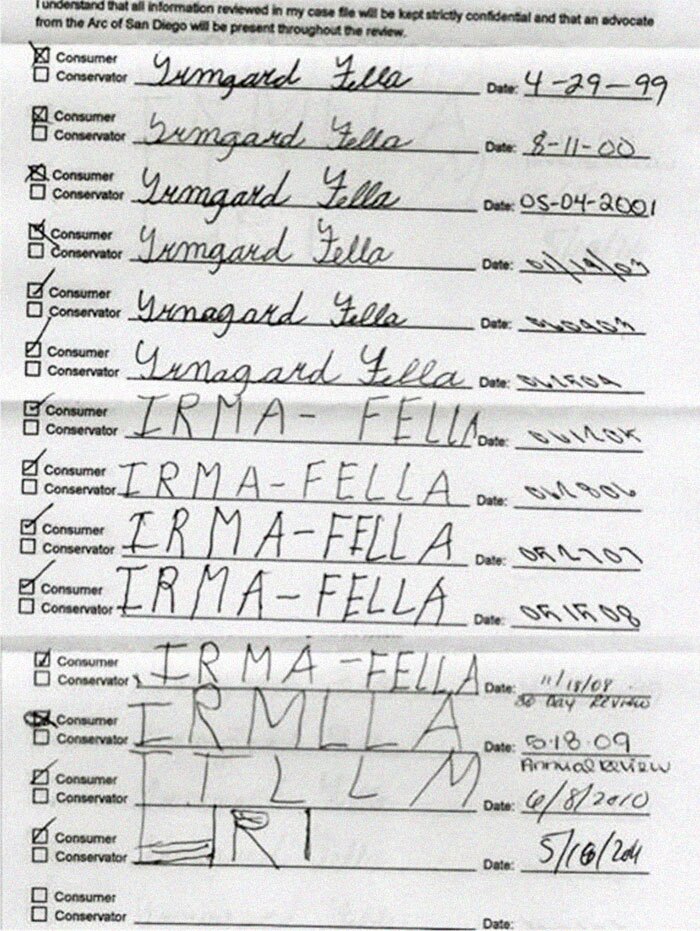 I understand that all information reviewed in my case file will be kept strictly confidential and that an advocate
from the Arc of San Diego will be present throughout the review.
Consumer
Conservator Irmgard Fella Date: 4-29-99
Consumer
Conservator Irmgard Fella Date: 8-11-00
Consumer
Conservator Irmgard Fella Date: 05-04-2001
Consumer
Conservator Irmgard Fella Date:
Consumer
Conservator Irmagard Fella Date:
Consumer
Conservator Irmagard Fella Date:
Consumer
Conservator IRMA- FELLA Date:
Consumer
Conservator IRMA-FELLA Date: 062806
Consumer
Conservator IRMA-FELLA Date: 052707
Consumer
Conservator IRMA-FELLA Date: 051508
Consumer
Conservator IRMA-FELLA Date: 11/18/08
30 DAY REVIEW
Consumer
Conservator IRMLLA Date: 5-18-09
Annual Review
Consumer
Conservator ITLLM Date: 6/8/2010
Consumer
Conservator RI Date:
Consumer
Conservator Date: